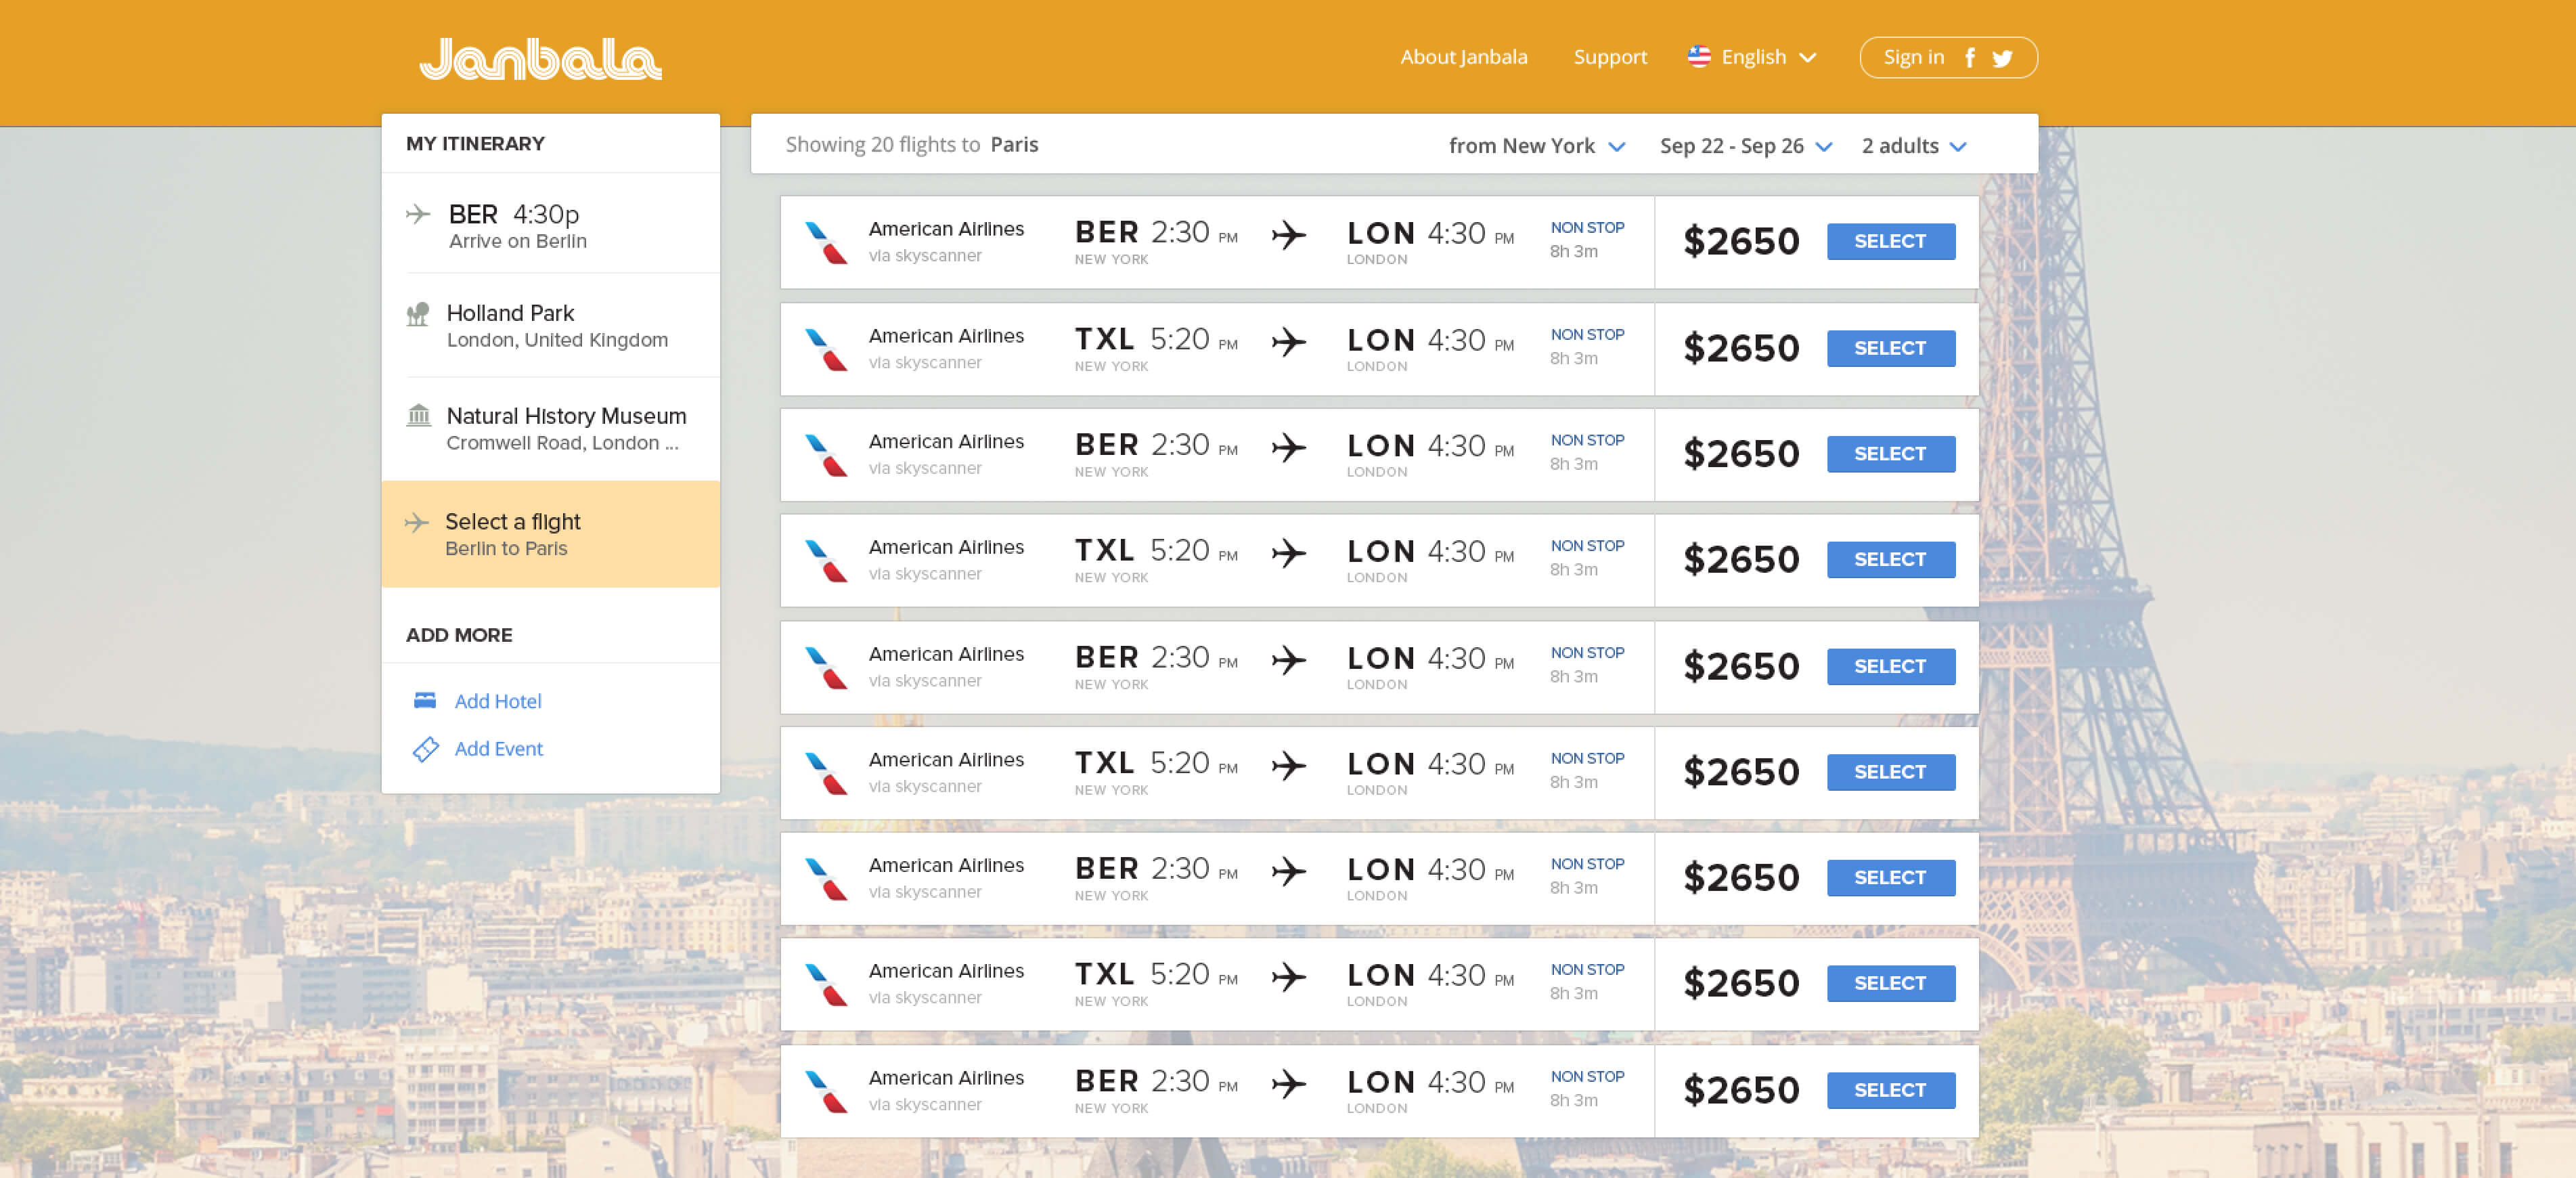 Janbala
About Janbala Support English Sign in
MY ITINERARY
BER 4:30p
Arrive on Berlin
Holland Park
London, United Kingdom
Natural History Museum
Cromwell Road, London ...
Select a flight
Berlin to Paris
ADD MORE
Add Hotel
Add Event
Showing 20 flights to Paris from New York Sep 22 - Sep 26 2 adults
American Airlines BER 2:30 PM LON 4:30 PM NON STOP $2650 SELECT
via skyscanner NEW YORK LONDON 8h 3m
American Airlines TXL 5:20 PM LON 4:30 PM NON STOP $2650 SELECT
via skyscanner NEW YORK LONDON 8h 3m
American Airlines BER 2:30 PM LON 4:30 PM NON STOP $2650 SELECT
via skyscanner NEW YORK LONDON 8h 3m
American Airlines TXL 5:20 PM LON 4:30 PM NON STOP $2650 SELECT
via skyscanner NEW YORK LONDON 8h 3m
American Airlines BER 2:30 PM LON 4:30 PM NON STOP $2650 SELECT
via skyscanner NEW YORK LONDON 8h 3m
American Airlines TXL 5:20 PM LON 4:30 PM NON STOP $2650 SELECT
via skyscanner NEW YORK LONDON 8h 3m
American Airlines BER 2:30 PM LON 4:30 PM NON STOP $2650 SELECT
via skyscanner NEW YORK LONDON 8h 3m
American Airlines TXL 5:20 PM LON 4:30 PM NON STOP $2650 SELECT
via skyscanner NEW YORK LONDON 8h 3m
American Airlines BER 2:30 PM LON 4:30 PM NON STOP $2650 SELECT
via skyscanner NEW YORK LONDON 8h 3m